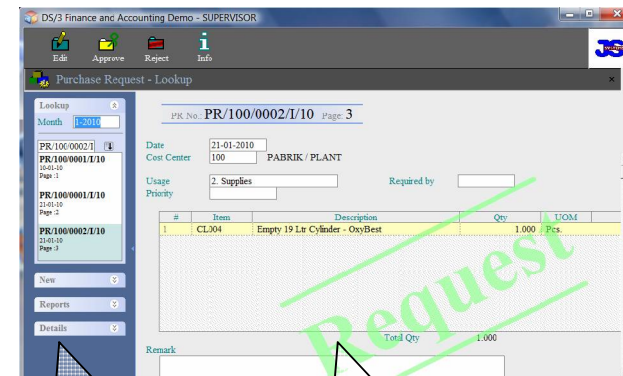 DS/3 Finance and Accounting Demo - SUPERVISOR
Edit Approve Reject Info
Purchase Request - Lookup
Lookup
Month 1-2010
PR/100/0002/I
PR/100/0001/I/10
10-01-10
Page :1
PR/100/0001/I/10
21-01-10
Page :2
PR/100/0002/I/10
21-01-10
Page :3
New
Reports
Details
PR No.: PR/100/0002/I/10 Page: 3
Date 21-01-2010
Cost Center 100 PABRIK / PLANT
Usage 2. Supplies Required by
Priority
# Item Description Qty UOM
1 CL004 Empty 19 Ltr Cylinder - OxyBest 1.000 Pcs.
Request
Total Qty 1.000
Remark